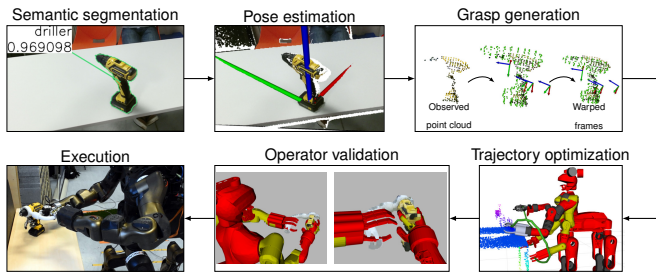 Semantic segmentation
Pose estimation
Grasp generation
driller
0.969098
Observed
point cloud
Warped
frames
Execution
Operator validation
Trajectory optimization